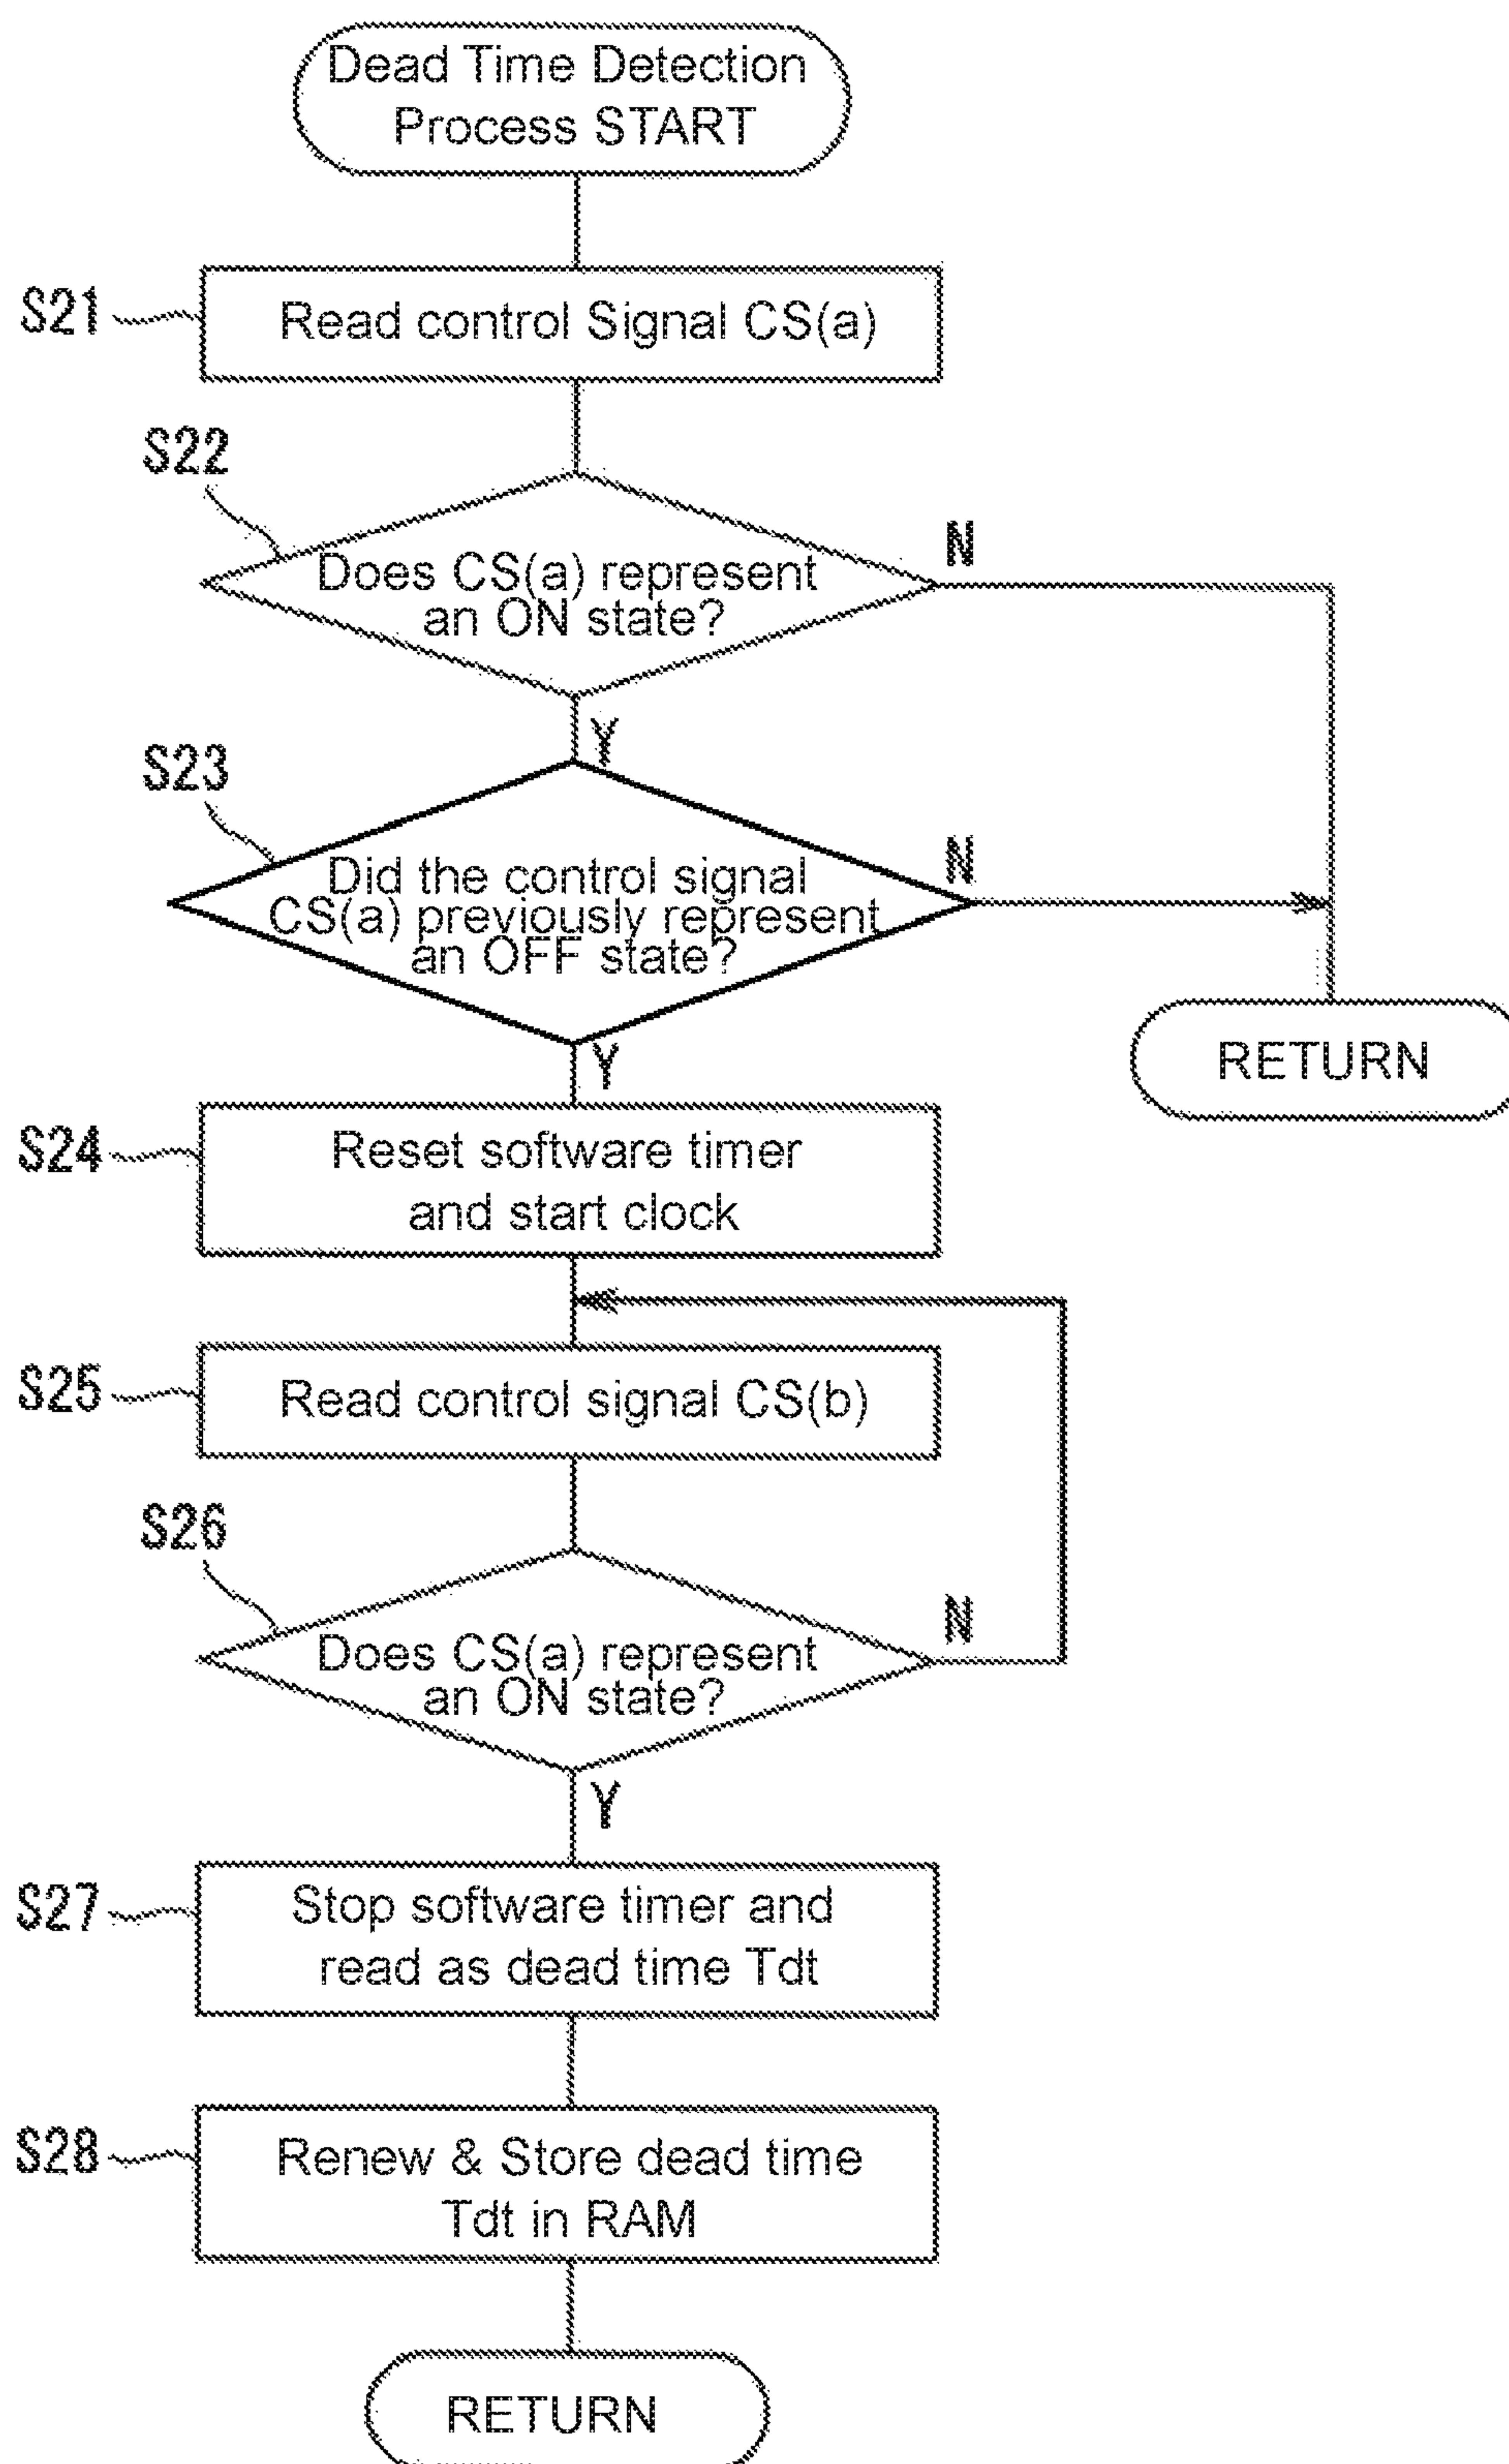 Dead Time Detection
Process START
S21
Read control Signal CS(a)
S22
Does CS(a) represent
an ON state?
N
Y
S23
Did the control signal
CS(a) previously represent
an OFF state?
N
Y
RETURN
S24
Reset software timer
and start clock
S25
Read control signal CS(b)
S26
Does CS(a) represent
an ON state?
N
Y
S27
Stop software timer and
read as dead time Tdt
S28
Renew & Store dead time
Tdt in RAM
RETURN